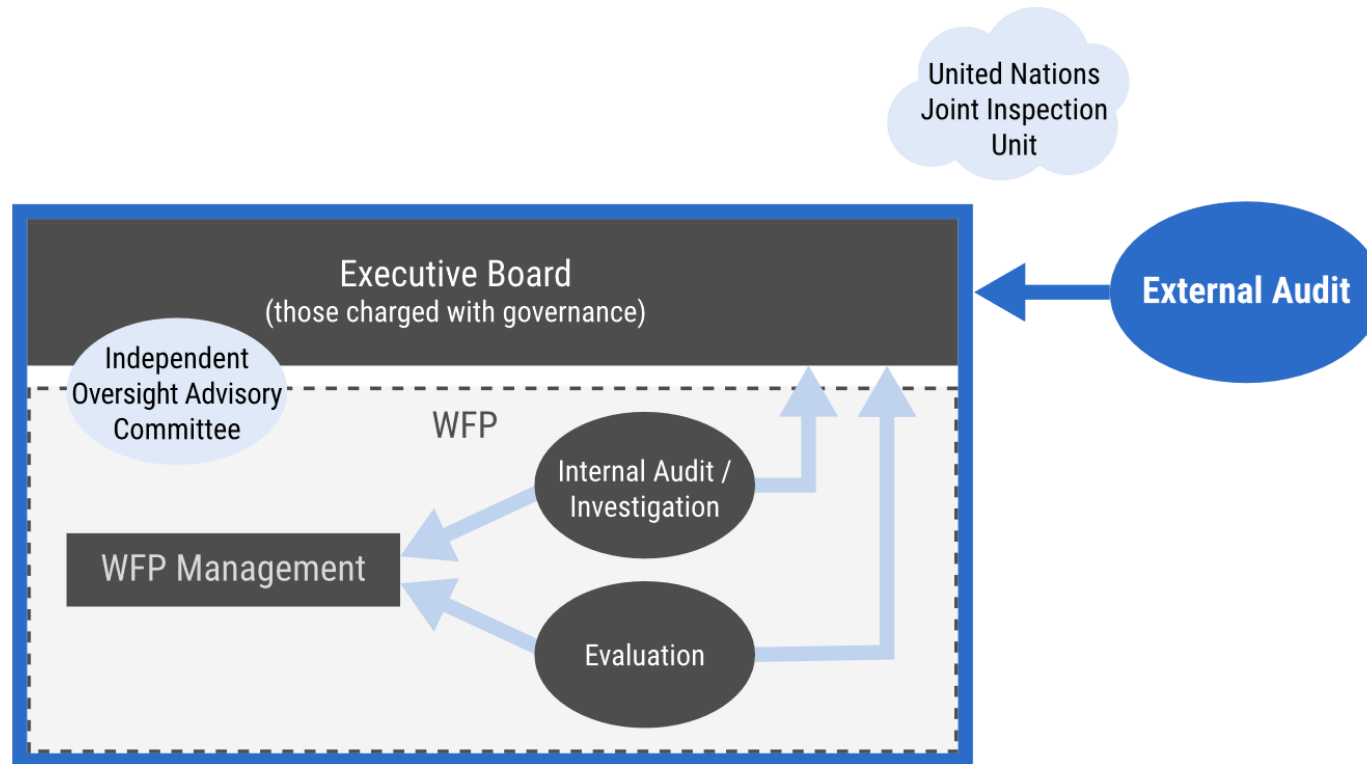 United Nations
Joint Inspection
Unit
Executive Board
(those charged with governance)
External Audit
Independent
Oversight Advisory
Committee
WFP
Internal Audit /
Investigation
WFP Management
Evaluation